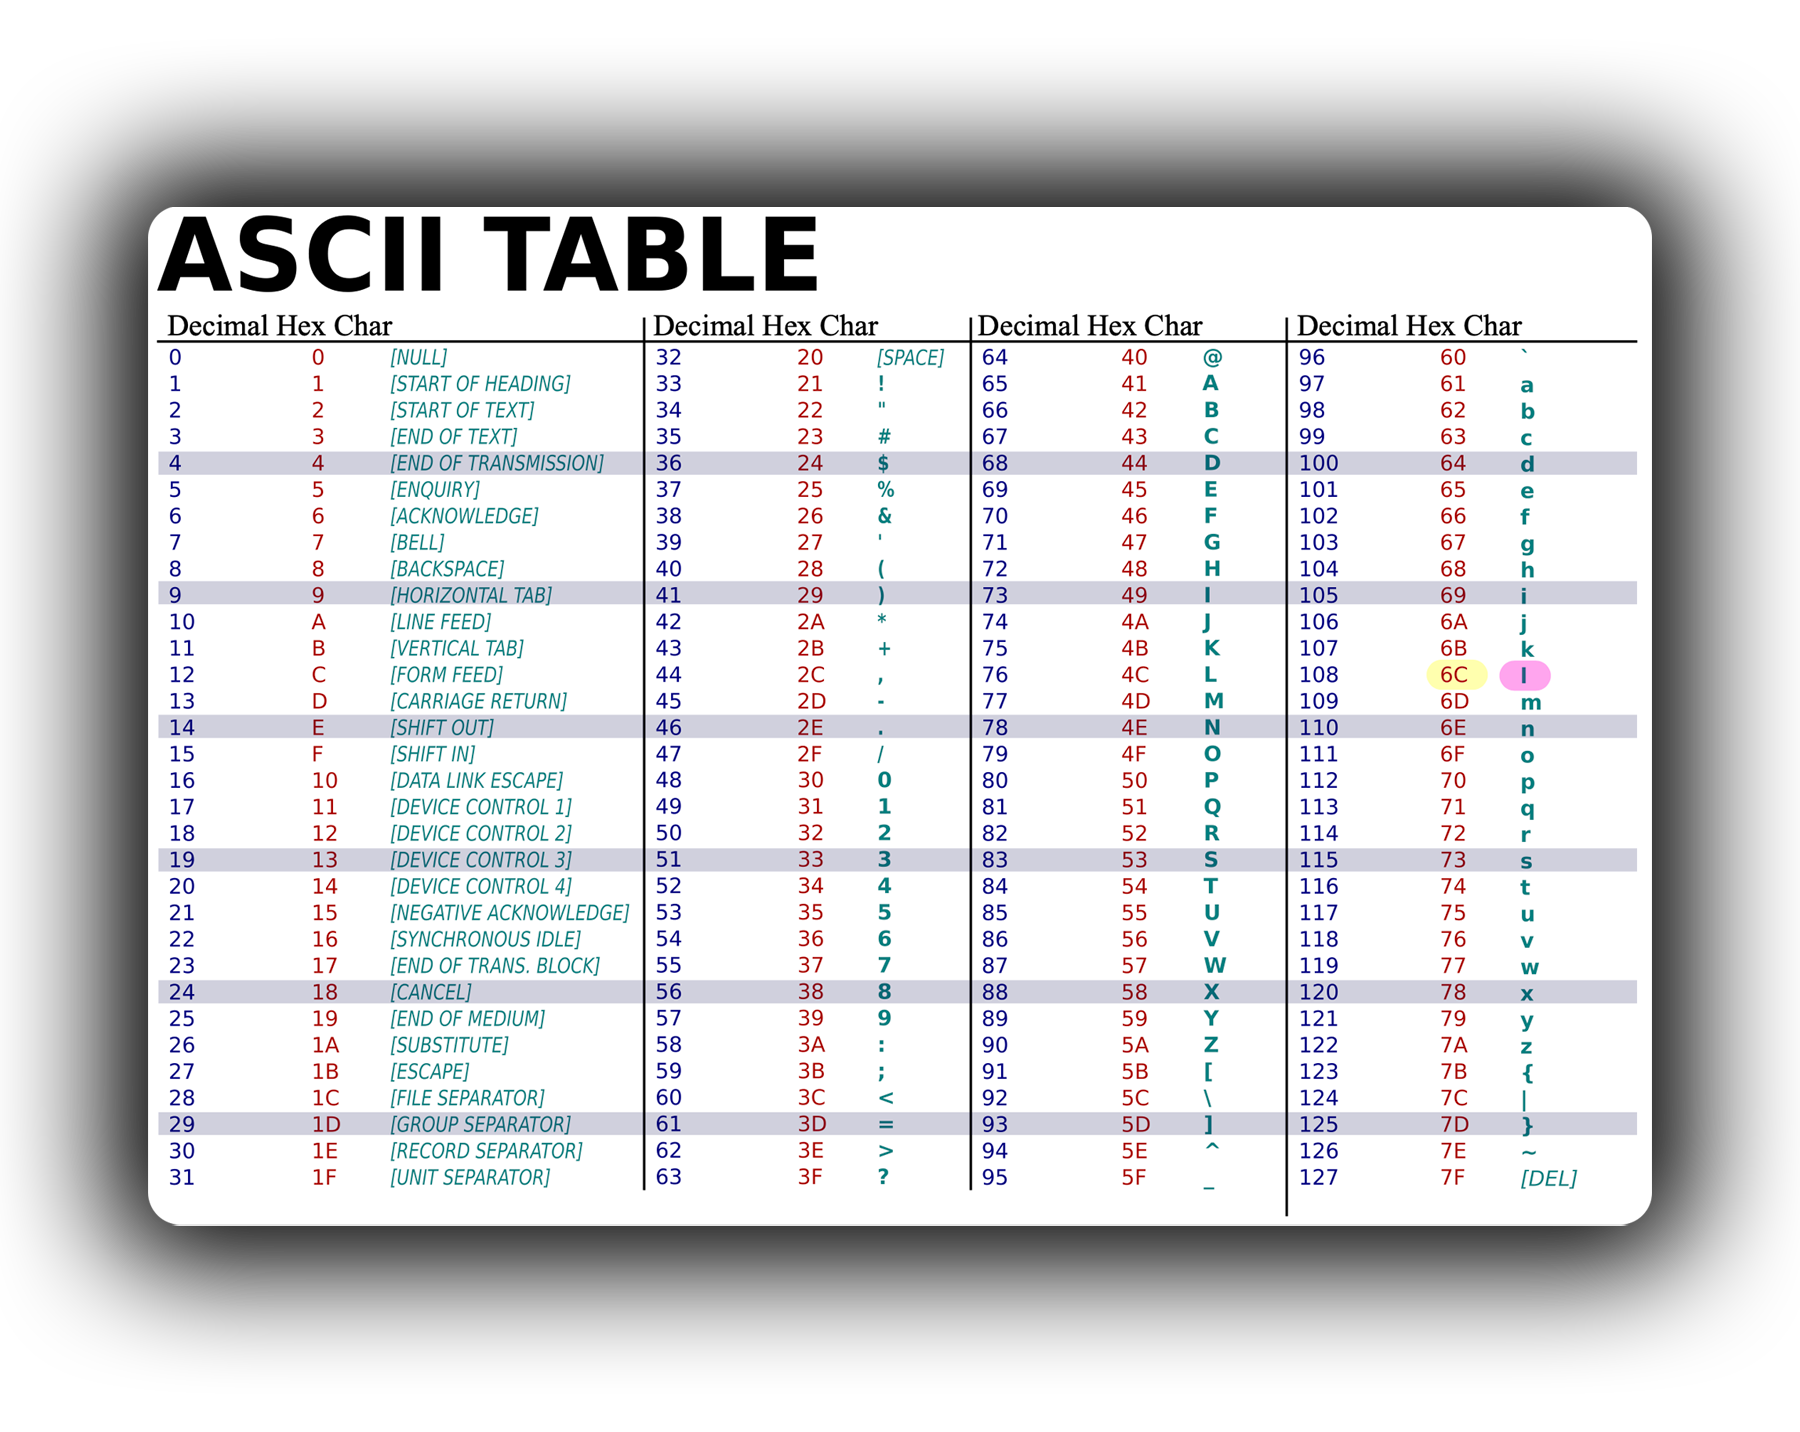 ASCII TABLE
Decimal Hex Char Decimal Hex Char Decimal Hex Char Decimal Hex Char
0 0 [NULL] 32 20 [SPACE] 64 40 @ 96 60 `
1 1 [START OF HEADING] 33 21 ! 65 41 A 97 61 a
2 2 [START OF TEXT] 34 22 " 66 42 B 98 62 b
3 3 [END OF TEXT] 35 23 # 67 43 C 99 63 c
4 4 [END OF TRANSMISSION] 36 24 $ 68 44 D 100 64 d
5 5 [ENQUIRY] 37 25 % 69 45 E 101 65 e
6 6 [ACKNOWLEDGE] 38 26 & 70 46 F 102 66 f
7 7 [BELL] 39 27 ' 71 47 G 103 67 g
8 8 [BACKSPACE] 40 28 ( 72 48 H 104 68 h
9 9 [HORIZONTAL TAB] 41 29 ) 73 49 I 105 69 i
10 A [LINE FEED] 42 2A * 74 4A J 106 6A j
11 B [VERTICAL TAB] 43 2B + 75 4B K 107 6B k
12 C [FORM FEED] 44 2C , 76 4C L 108 6C l
13 D [CARRIAGE RETURN] 45 2D - 77 4D M 109 6D m
14 E [SHIFT OUT] 46 2E . 78 4E N 110 6E n
15 F [SHIFT IN] 47 2F / 79 4F O 111 6F o
16 10 [DATA LINK ESCAPE] 48 30 0 80 50 P 112 70 p
17 11 [DEVICE CONTROL 1] 49 31 1 81 51 Q 113 71 q
18 12 [DEVICE CONTROL 2] 50 32 2 82 52 R 114 72 r
19 13 [DEVICE CONTROL 3] 51 33 3 83 53 S 115 73 s
20 14 [DEVICE CONTROL 4] 52 34 4 84 54 T 116 74 t
21 15 [NEGATIVE ACKNOWLEDGE] 53 35 5 85 55 U 117 75 u
22 16 [SYNCHRONOUS IDLE] 54 36 6 86 56 V 118 76 v
23 17 [END OF TRANS. BLOCK] 55 37 7 87 57 W 119 77 w
24 18 [CANCEL] 56 38 8 88 58 X 120 78 x
25 19 [END OF MEDIUM] 57 39 9 89 59 Y 121 79 y
26 1A [SUBSTITUTE] 58 3A : 90 5A Z 122 7A z
27 1B [ESCAPE] 59 3B ; 91 5B [ 123 7B {
28 1C [FILE SEPARATOR] 60 3C < 92 5C \ 124 7C |
29 1D [GROUP SEPARATOR] 61 3D = 93 5D ] 125 7D }
30 1E [RECORD SEPARATOR] 62 3E > 94 5E ^ 126 7E ~
31 1F [UNIT SEPARATOR] 63 3F ? 95 5F _ 127 7F [DEL]